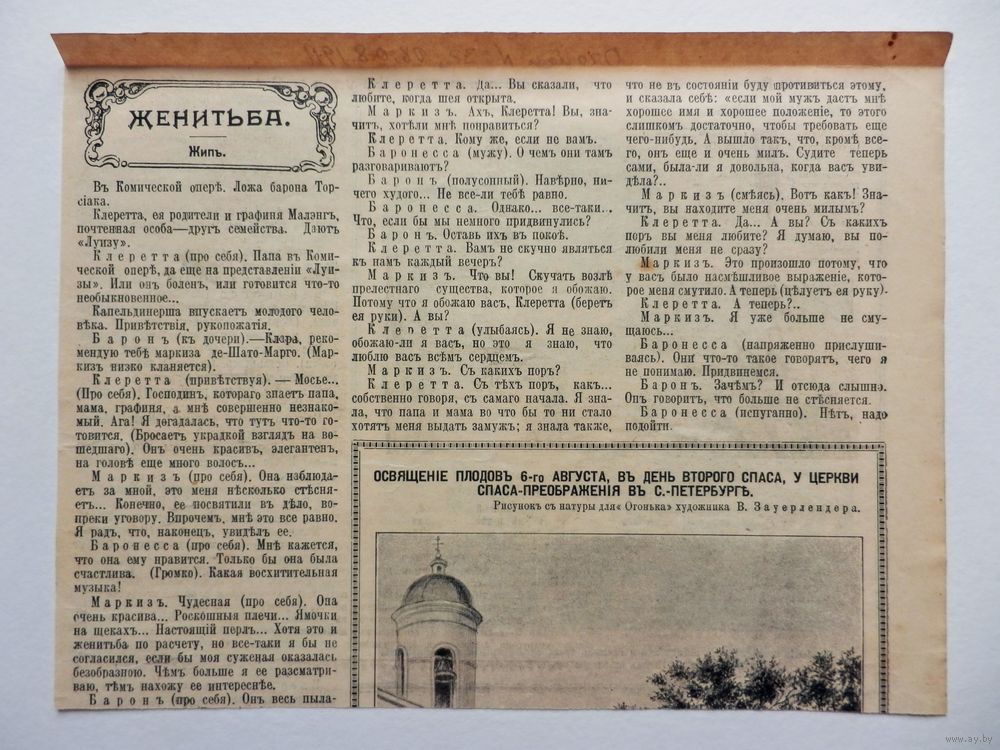 ЖЕНИТЬБА.
Жипъ.
Въ Комической оперѣ. Ложа барона Тор-
сіака.
Клеретта, ея родители и графиня Малэнгъ,
почтенная особа—другъ семейства. Даютъ
«Луизу».
Клеретта (про себя). Папа въ Коми-
ческой оперѣ, да еще на представленіи «Луи-
зы». Или онъ боленъ, или готовится что-то
необыкновенное...
Капельдинерша впускаетъ молодого чело-
вѣка. Привѣтствія, рукопожатія.
Баронъ (къ дочери).—Клэра, реко-
мендую тебѣ маркиза де-Шато-Марго. (Мар-
кизъ низко кланяется).
Клеретта (привѣтствуя). — Мосье...
(Про себя). Господинъ, котораго знаетъ папа,
мама, графиня, а мнѣ совершенно незнако-
мый. Ага! Я догадалась, что тутъ что-то го-
товится. (Бросаетъ украдкой взглядъ на во-
шедшаго). Онъ очень красивъ, элегантенъ,
на головѣ еще много волосъ...
Маркизъ (про себя). Она наблюда-
етъ за мной, это меня нѣсколько стѣсня-
етъ... Конечно, ее посвятили въ дѣло, во-
преки уговору. Впрочемъ, мнѣ это все равно.
Я радъ, что, наконецъ, увидѣлъ ее.
Баронесса (про себя). Мнѣ кажется,
что она ему нравится. Только бы она была
счастлива. (Громко). Какая восхитительная
музыка!
Маркизъ. Чудесная (про себя). Она
очень красива... Роскошныя плечи... Ямочки
на щекахъ... Настоящій перлъ... Хотя это и
женитьба по расчету, но все-таки я бы не
согласился, если бы моя суженая оказалась
безобразною. Чѣмъ больше я ее разсматри-
ваю, тѣмъ нахожу ее интереснѣе.
Баронъ (про себя). Онъ весь пыла-
Клеретта. Да... Вы сказали, что
любите, когда шея открыта.
Маркизъ. Ахъ, Клеретта! Вы, зна-
читъ, хотѣли мнѣ понравиться?
Клеретта. Кому же, если не вамъ.
Баронесса (мужу). О чемъ они тамъ
разговариваютъ?
Баронъ (полусонный). Навѣрно, ни-
чего худого... Не все-ли тебѣ равно.
Баронесса. Однако... все-таки...
Что, если бы мы немного придвинулись?
Баронъ. Оставь ихъ въ покоѣ.
Клеретта. Вамъ не скучно являться
къ намъ каждый вечеръ?
Маркизъ. Что вы! Скучать возлѣ
прелестнаго существа, которое я обожаю.
Потому что я обожаю васъ, Клеретта (беретъ
ея руки). А вы?
Клеретта (улыбаясь). Я не знаю,
обожаю-ли я васъ, но это я знаю, что
люблю васъ всѣмъ сердцемъ.
Маркизъ. Съ какихъ поръ?
Клеретта. Съ тѣхъ поръ, какъ...
собственно говоря, съ самаго начала. Я зна-
ла, что папа и мама во что бы то ни стало
хотятъ меня выдать замужъ; я знала также,
что не въ состояніи буду противиться этому,
и сказала себѣ: «если мой мужъ дастъ мнѣ
хорошее имя и хорошее положеніе, то этого
слишкомъ достаточно, чтобы требовать еще
чего-нибудь. А вышло такъ, что, кромѣ все-
го, онъ еще и очень милъ. Судите теперь
сами, была-ли я довольна, когда васъ уви-
дѣла?..
Маркизъ (смѣясь). Вотъ какъ! Зна-
читъ, вы находите меня очень милымъ?
Клеретта. Да... А вы? Съ какихъ
поръ вы меня любите? Я думаю, вы по-
любили меня не сразу?
Маркизъ. Это произошло потому, что
у васъ было насмѣшливое выраженіе, кото-
рое меня смутило. А теперь (цѣлуетъ ея руку).
Клеретта. А теперь?..
Маркизъ. Я уже больше не сму-
щаюсь...
Баронесса (напряженно прислуши-
ваясь). Они что-то такое говорятъ, чего я
не понимаю. Придвинемся.
Баронъ. Зачѣмъ? И отсюда слышно.
Онъ говоритъ, что больше не стѣсняется.
Баронесса (испуганно). Нѣтъ, надо
подойти.
ОСВЯЩЕНІЕ ПЛОДОВЪ 6-го АВГУСТА, ВЪ ДЕНЬ ВТОРОГО СПАСА, У ЦЕРКВИ
СПАСА-ПРЕОБРАЖЕНІЯ ВЪ С.-ПЕТЕРБУРГѢ.
Рисунокъ съ натуры для «Огонька» художника В. Зауерлендера.
www.ay.by